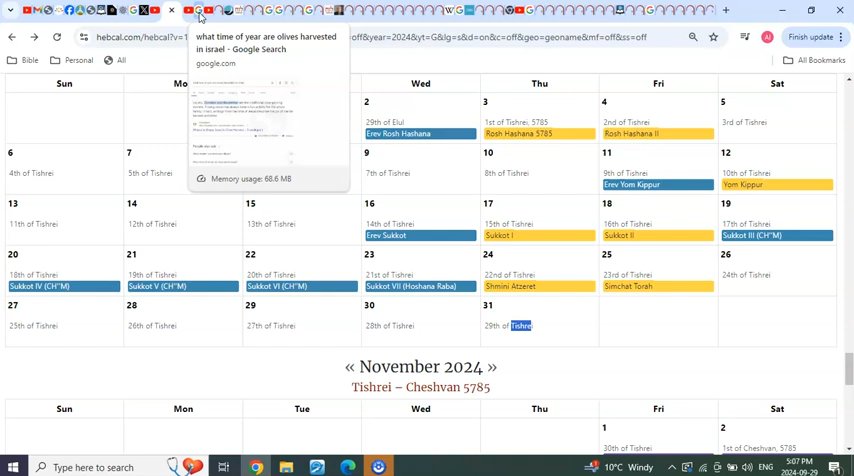 hebcal.com/hebcal?v=1
off&year=2024&yt=G&lg=s&d=on&c=off&geo=geoname&mf=off&ss=off
AI
Finish update
Bible
Personal
All
All Bookmarks
what time of year are olives harvested
in israel - Google Search
google.com
Memory usage: 68.6 MB
Sun
Mo
Wed
Thu
Fri
Sat
2
29th of Elul
Erev Rosh Hashana
3
1st of Tishrei, 5785
Rosh Hashana 5785
4
2nd of Tishrei
Rosh Hashana II
5
3rd of Tishrei
6
4th of Tishrei
7
5th of Tishrei
9
7th of Tishrei
10
8th of Tishrei
11
9th of Tishrei
Erev Yom Kippur
12
10th of Tishrei
Yom Kippur
13
11th of Tishrei
14
12th of Tishrei
15
13th of Tishrei
16
14th of Tishrei
Erev Sukkot
17
15th of Tishrei
Sukkot I
18
16th of Tishrei
Sukkot II
19
17th of Tishrei
Sukkot III (CH"M)
20
18th of Tishrei
Sukkot IV (CH"M)
21
19th of Tishrei
Sukkot V (CH"M)
22
20th of Tishrei
Sukkot VI (CH"M)
23
21st of Tishrei
Sukkot VII (Hoshana Raba)
24
22nd of Tishrei
Shmini Atzeret
25
23rd of Tishrei
Simchat Torah
26
24th of Tishrei
27
25th of Tishrei
28
26th of Tishrei
29
27th of Tishrei
30
28th of Tishrei
31
29th of Tishrei
« November 2024 »
Tishrei – Cheshvan 5785
Sun
Mon
Tue
Wed
Thu
Fri
Sat
1
30th of Tishrei
2
1st of Cheshvan, 5785
Type here to search
10°C Windy
ENG
5:07 PM
2024-09-29